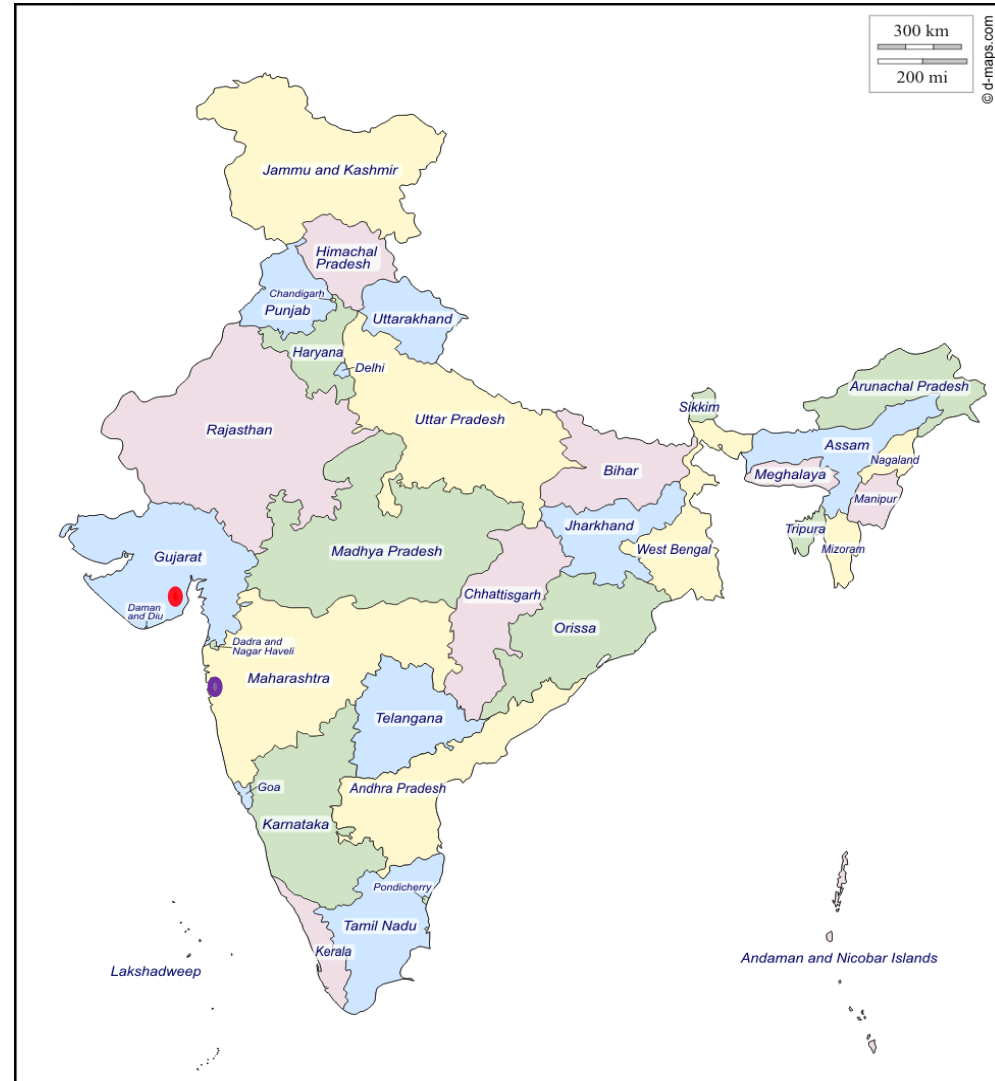 300 km
200 mi
© d-maps.com
Jammu and Kashmir
Himachal
Pradesh
Chandigarh
Punjab
Uttarakhand
Haryana
Delhi
Arunachal Pradesh
Sikkim
Uttar Pradesh
Rajasthan
Assam
Nagaland
Bihar
Meghalaya
Manipur
Jharkhand
Tripura
Madhya Pradesh
West Bengal
Mizoram
Gujarat
Chhattisgarh
Daman
and Diu
Orissa
Dadra and
Nagar Haveli
Maharashtra
Telangana
Goa
Andhra Pradesh
Karnataka
Pondicherry
Tamil Nadu
Kerala
Lakshadweep
Andaman and Nicobar Islands